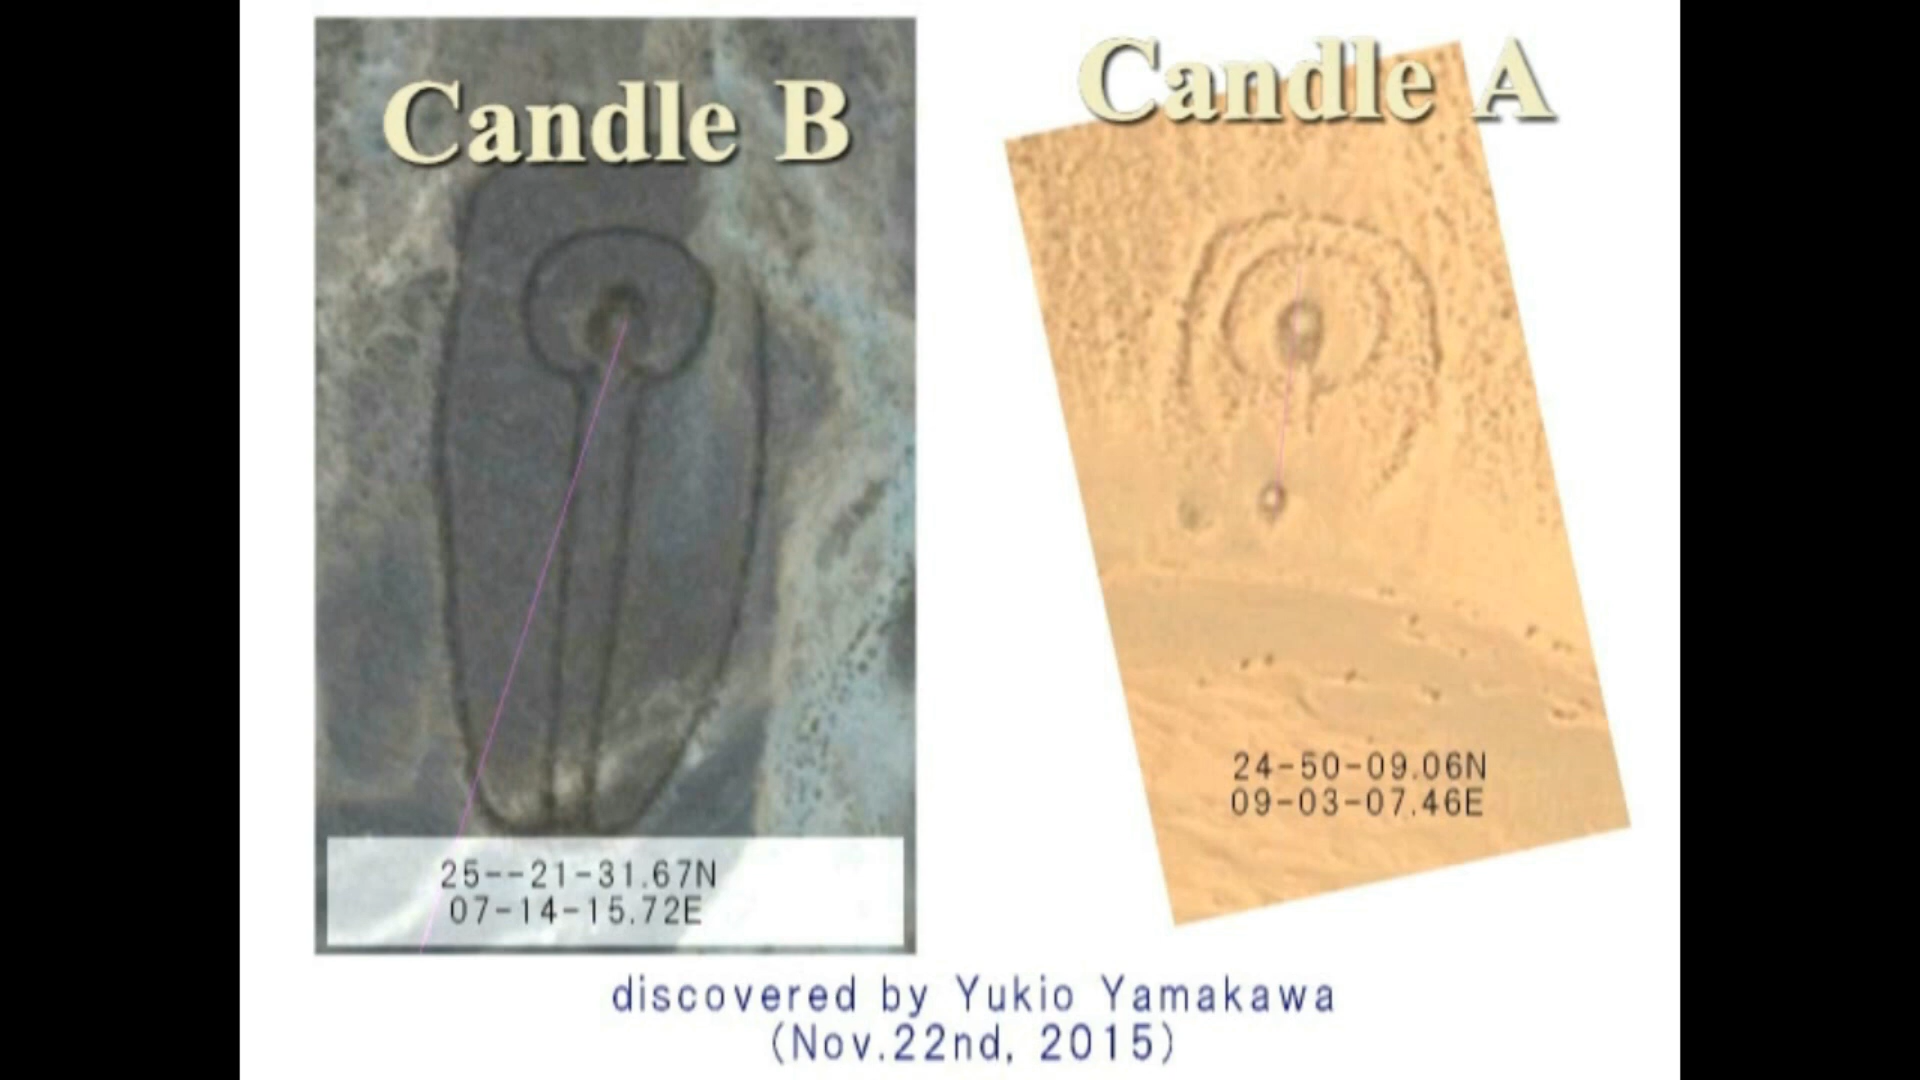 Candle B
25--21-31.67N
07-14-15.72E
Candle A
24-50-09.06N
09-03-07.46E
discovered by Yukio Yamakawa
(Nov.22nd, 2015)